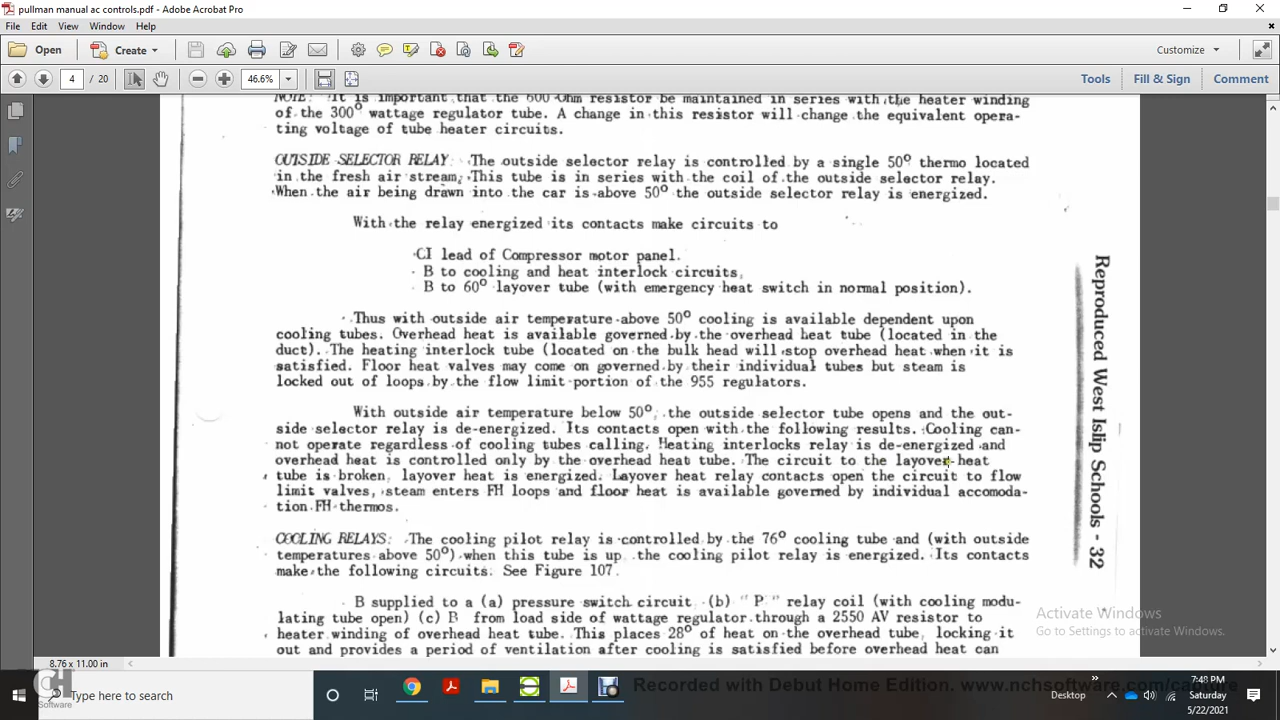 pullman manual ac controls.pdf - Adobe Acrobat Pro
File Edit View Window Help
Open Create Customize
4 / 20 46.6% Tools Fill & Sign Comment
NOTE: It is important that the 600 Ohm resistor be maintained in series with the heater winding
of the 300° wattage regulator tube. A change in this resistor will change the equivalent opera-
ting voltage of tube heater circuits.
OUTSIDE SELECTOR RELAY: The outside selector relay is controlled by a single 50° thermo located
in the fresh air stream, This tube is in series with the coil of the outside selector relay.
When the air being drawn into the car is above 50° the outside selector relay is energized.
With the relay energized its contacts make circuits to
CI lead of Compressor motor panel.
B to cooling and heat interlock circuits,
B to 60° layover tube (with emergency heat switch in normal position).
Thus with outside air temperature above 50° cooling is available dependent upon
cooling tubes. Overhead heat is available governed by the overhead heat tube (located in the
duct). The heating interlock tube (located on the bulk head will stop overhead heat when it is
satisfied. Floor heat valves may come on governed by their individual tubes but steam is
locked out of loops by the flow limit portion of the 955 regulators.
With outside air temperature below 50°, the outside selector tube opens and the out-
side selector relay is de-energized. Its contacts open with the following results. Cooling can-
not operate regardless of cooling tubes calling. Heating interlocks relay is de-energized and
overhead heat is controlled only by the overhead heat tube. The circuit to the layover heat
tube is broken, layover heat is energized. Layover heat relay contacts open the circuit to flow
limit valves, steam enters FH loops and floor heat is available governed by individual accomoda-
tion FH thermos.
COOLING RELAYS: The cooling pilot relay is controlled by the 76° cooling tube and (with outside
temperatures above 50°) when this tube is up the cooling pilot relay is energized. Its contacts
make the following circuits. See Figure 107.
B supplied to a (a) pressure switch circuit (b) "P" relay coil (with cooling modu-
lating tube open) (c) B from load side of wattage regulator through a 2550 AV resistor to
heater winding of overhead heat tube. This places 28° of heat on the overhead tube, locking it
out and provides a period of ventilation after cooling is satisfied before overhead heat can
Reproduced West Islip Schools - 32
Activate Windows
Go to Settings to activate Windows.
8.76 x 11.00 in
Software
Type here to search
Recorded with Debut Home Edition. www.nchsoftware.com/capture
Desktop
7:48 PM
Saturday
5/22/2021